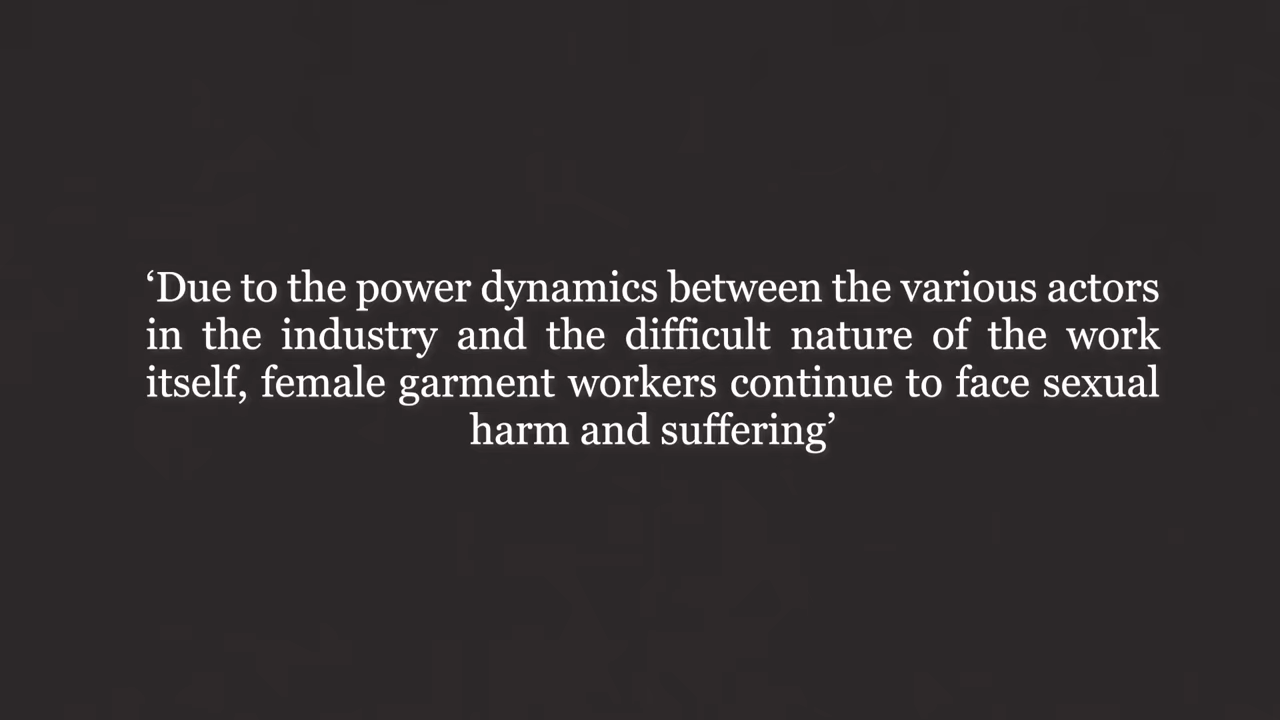 ‘Due to the power dynamics between the various actors
in the industry and the difficult nature of the work
itself, female garment workers continue to face sexual
harm and suffering’